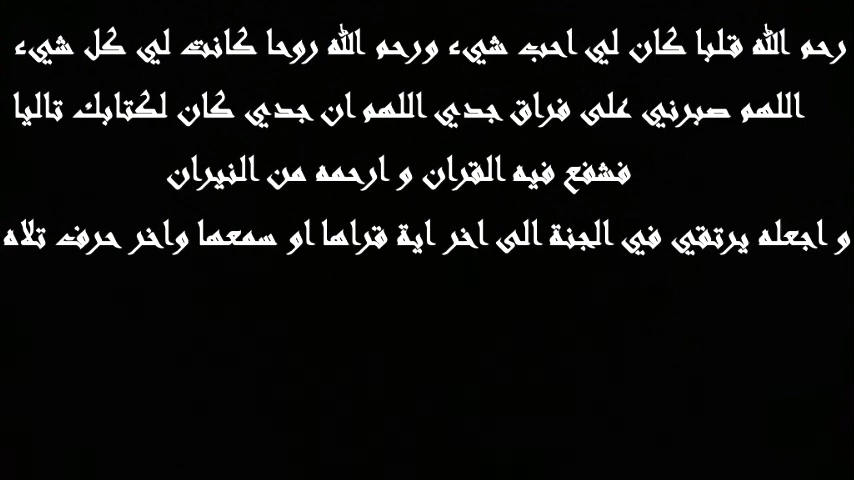 رحم الله قلبا كان لي احب شيء ورحم الله روحا كانت لي كل شيء
اللهم صبرني على فراق جدي اللهم ان جدي كان لكتابك تاليا
فشفع فيه القران و ارحمه من النيران
و اجعله يرتقي في الجنة الى اخر اية قراها او سمعها واخر حرف تلاه